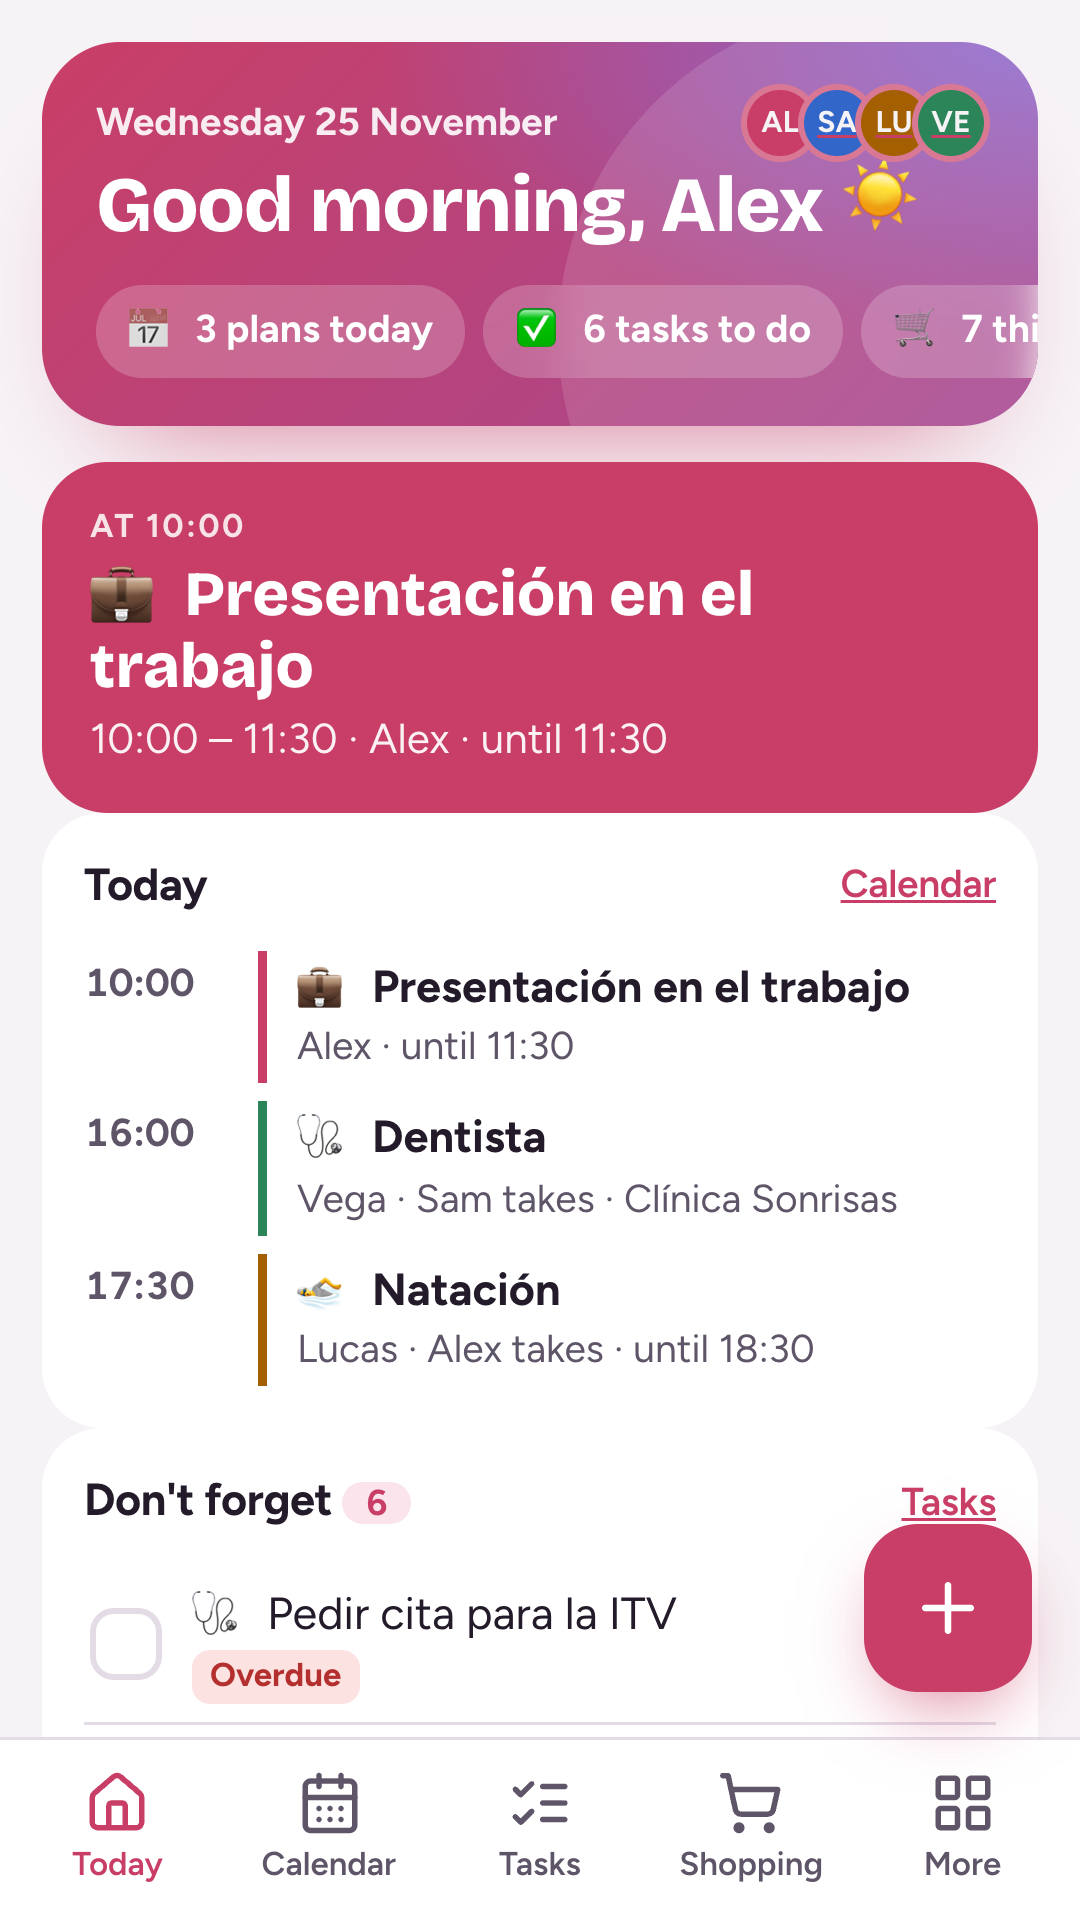 Wednesday 25 November
AL SA LU VE
Good morning, Alex
3 plans today
6 tasks to do
7 thi
AT 10:00
Presentación en el
trabajo
10:00 – 11:30 · Alex · until 11:30
Today
Calendar
10:00
Presentación en el trabajo
Alex · until 11:30
16:00
Dentista
Vega · Sam takes · Clínica Sonrisas
17:30
Natación
Lucas · Alex takes · until 18:30
Don't forget 6
Tasks
Pedir cita para la ITV
Overdue
Today
Calendar
Tasks
Shopping
More